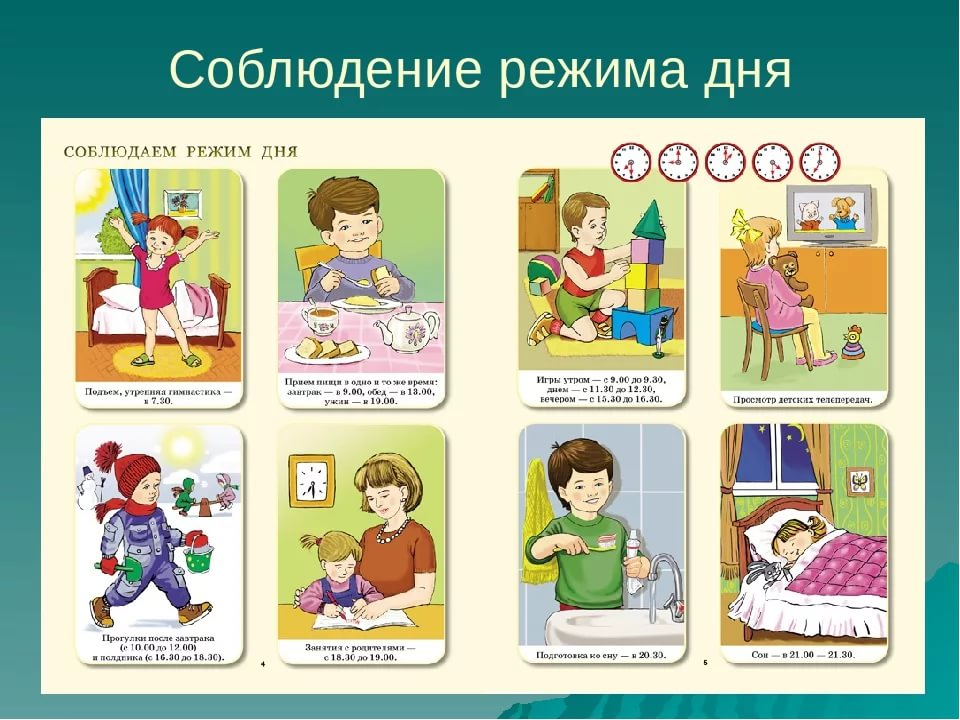 Соблюдение режима дня
СОБЛЮДАЕМ РЕЖИМ ДНЯ
Подъем, утренняя гимнастика —
в 7.30.
Прием пищи в одно и то же время:
завтрак — в 9.00, обед — в 13.00,
ужин — в 19.00.
Игры утром — с 9.00 до 9.30,
днем — с 11.30 до 12.30,
вечером — с 15.30 до 16.30.
Просмотр детских телепередач.
Прогулки после завтрака
(с 10.00 до 12.00)
и полдника (с 16.30 до 18.30).
Занятия с родителями —
с 18.30 до 19.00.
Подготовка ко сну — в 20.30.
Сон — в 21.00 — 21.30.
4
5